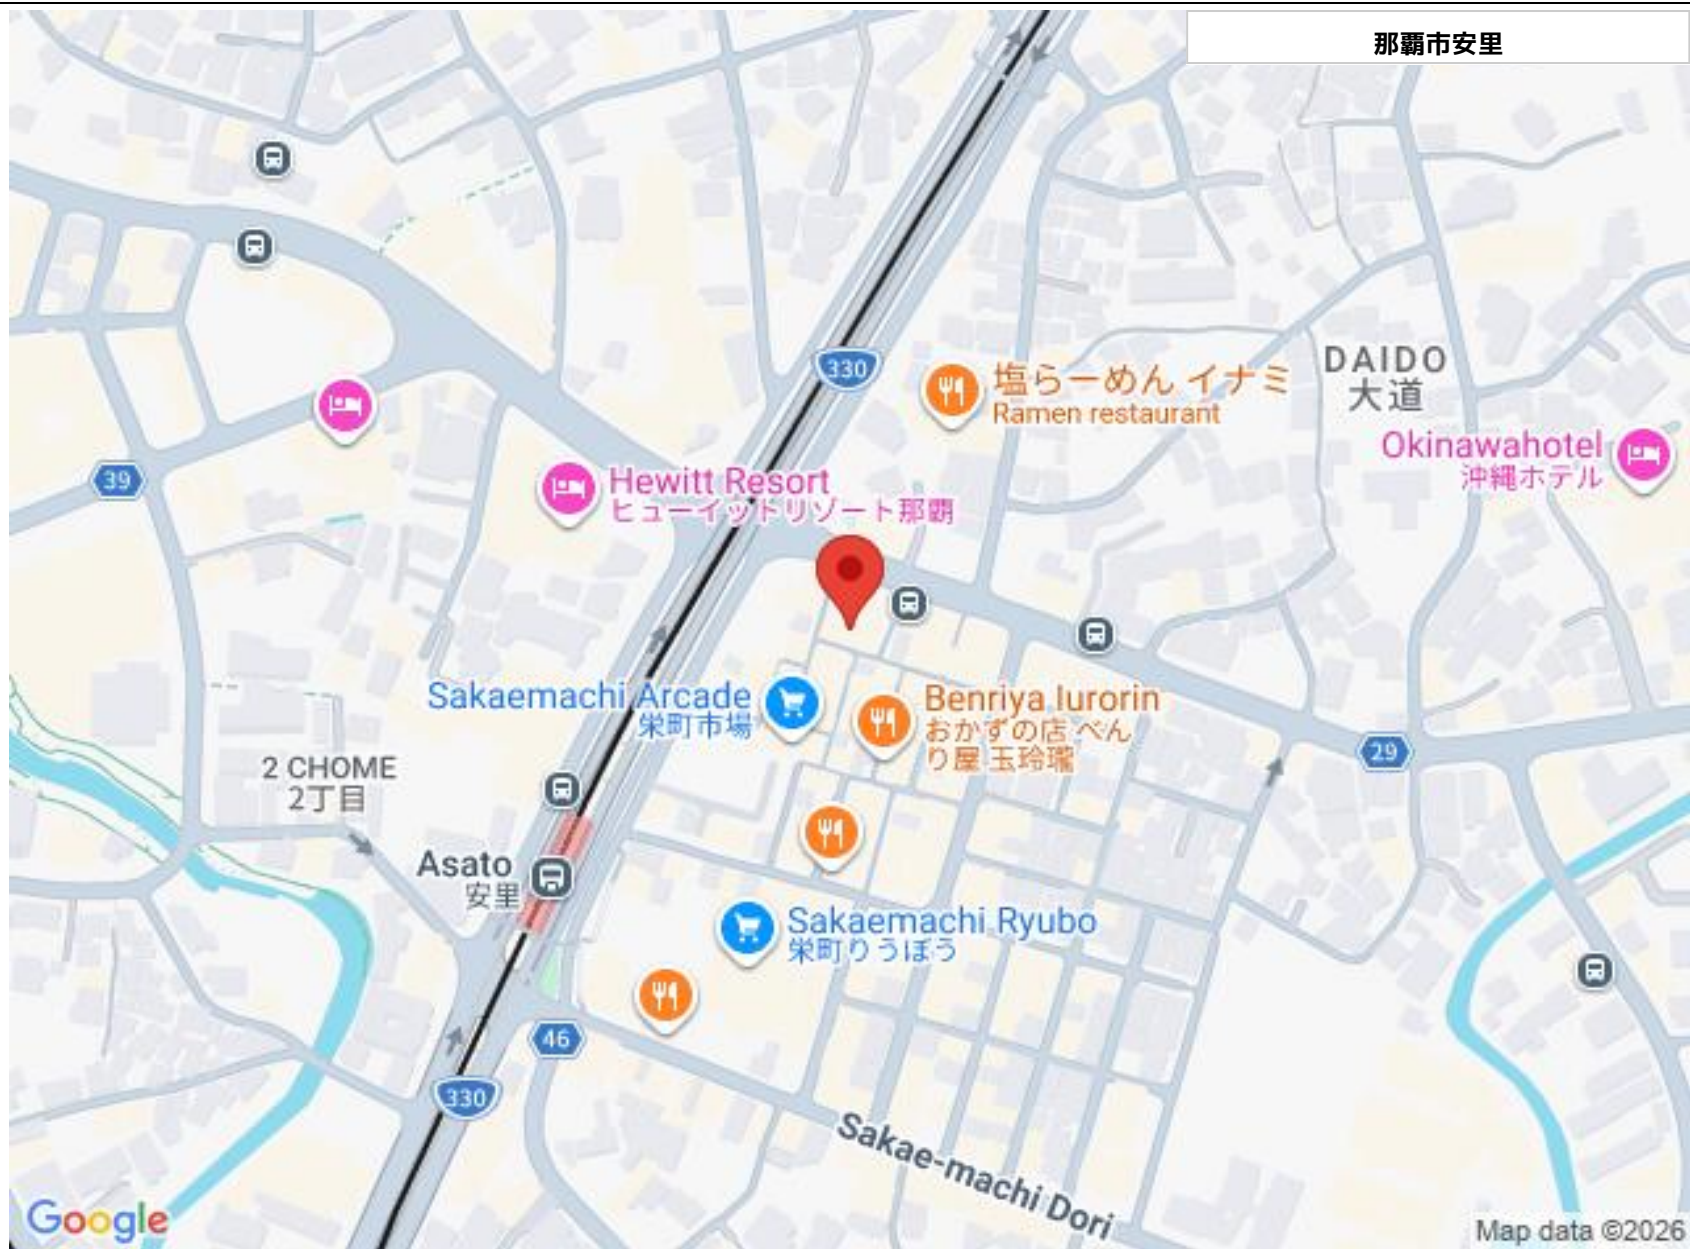 那覇市安里
330
塩らーめん イナミ
Ramen restaurant
DAIDO
大道
Okinawahotel
沖縄ホテル
39
Hewitt Resort
ヒューイットリゾート那覇
Sakaemachi Arcade
栄町市場
Benriya Iurorin
おかずの店 べん
り屋 玉玲瓏
29
2 CHOME
2丁目
Asato
安里
Sakaemachi Ryubo
栄町りうぼう
46
330
Sakae-machi Dori
Google
Map data ©2026